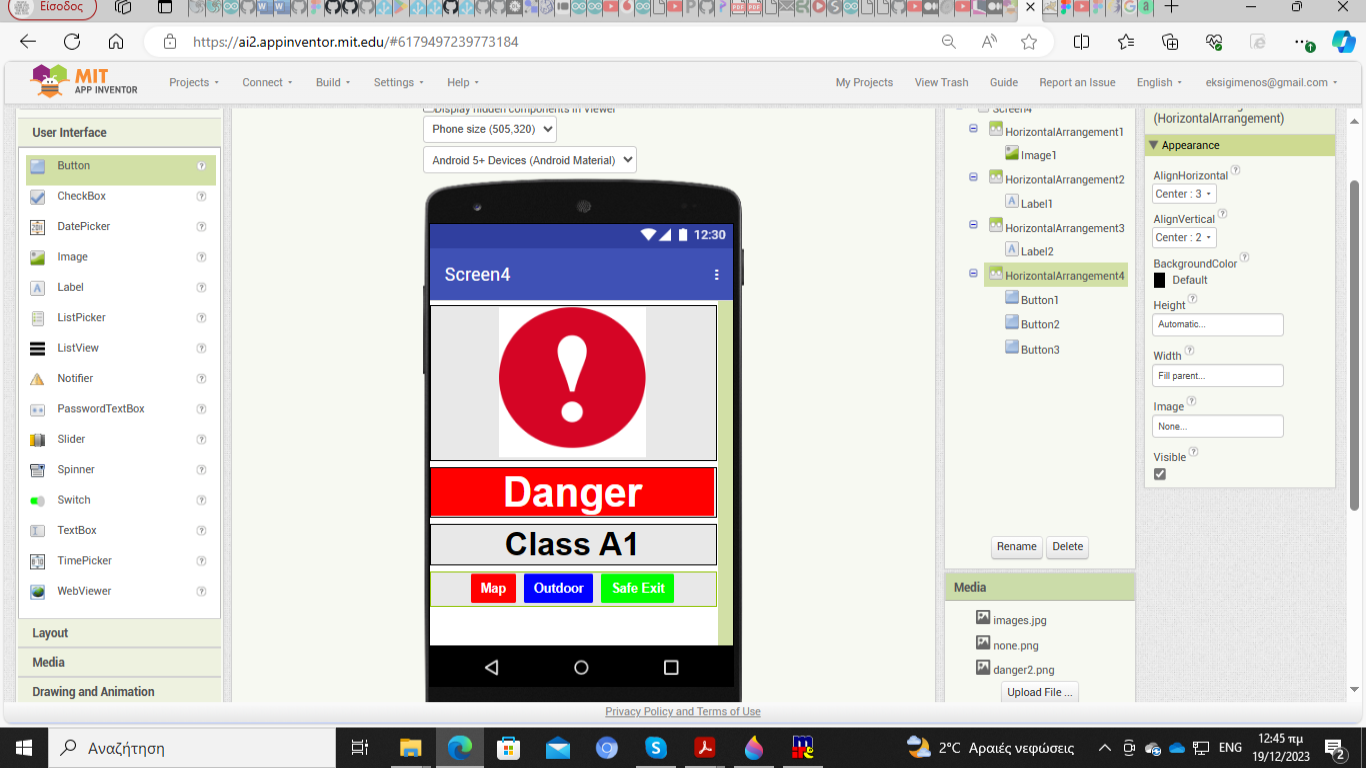 Είσοδος
https://ai2.appinventor.mit.edu/#6179497239773184
MIT
APP INVENTOR
Projects
Connect
Build
Settings
Help
My Projects
View Trash
Guide
Report an Issue
English
eksigimenos@gmail.com
User Interface
Button
CheckBox
DatePicker
Image
Label
ListPicker
ListView
Notifier
PasswordTextBox
Slider
Spinner
Switch
TextBox
TimePicker
WebViewer
Layout
Media
Drawing and Animation
Display hidden components in Viewer
Phone size (505,320)
Android 5+ Devices (Android Material)
12:30
Screen4
Danger
Class A1
Map
Outdoor
Safe Exit
Screen4
HorizontalArrangement1
Image1
HorizontalArrangement2
Label1
HorizontalArrangement3
Label2
HorizontalArrangement4
Button1
Button2
Button3
Rename
Delete
Media
images.jpg
none.png
danger2.png
Upload File ...
(HorizontalArrangement)
Appearance
AlignHorizontal
Center : 3
AlignVertical
Center : 2
BackgroundColor
Default
Height
Automatic...
Width
Fill parent...
Image
None...
Visible
Privacy Policy and Terms of Use
Αναζήτηση
2°C Αραιές νεφώσεις
ENG
12:45 πμ
19/12/2023
2